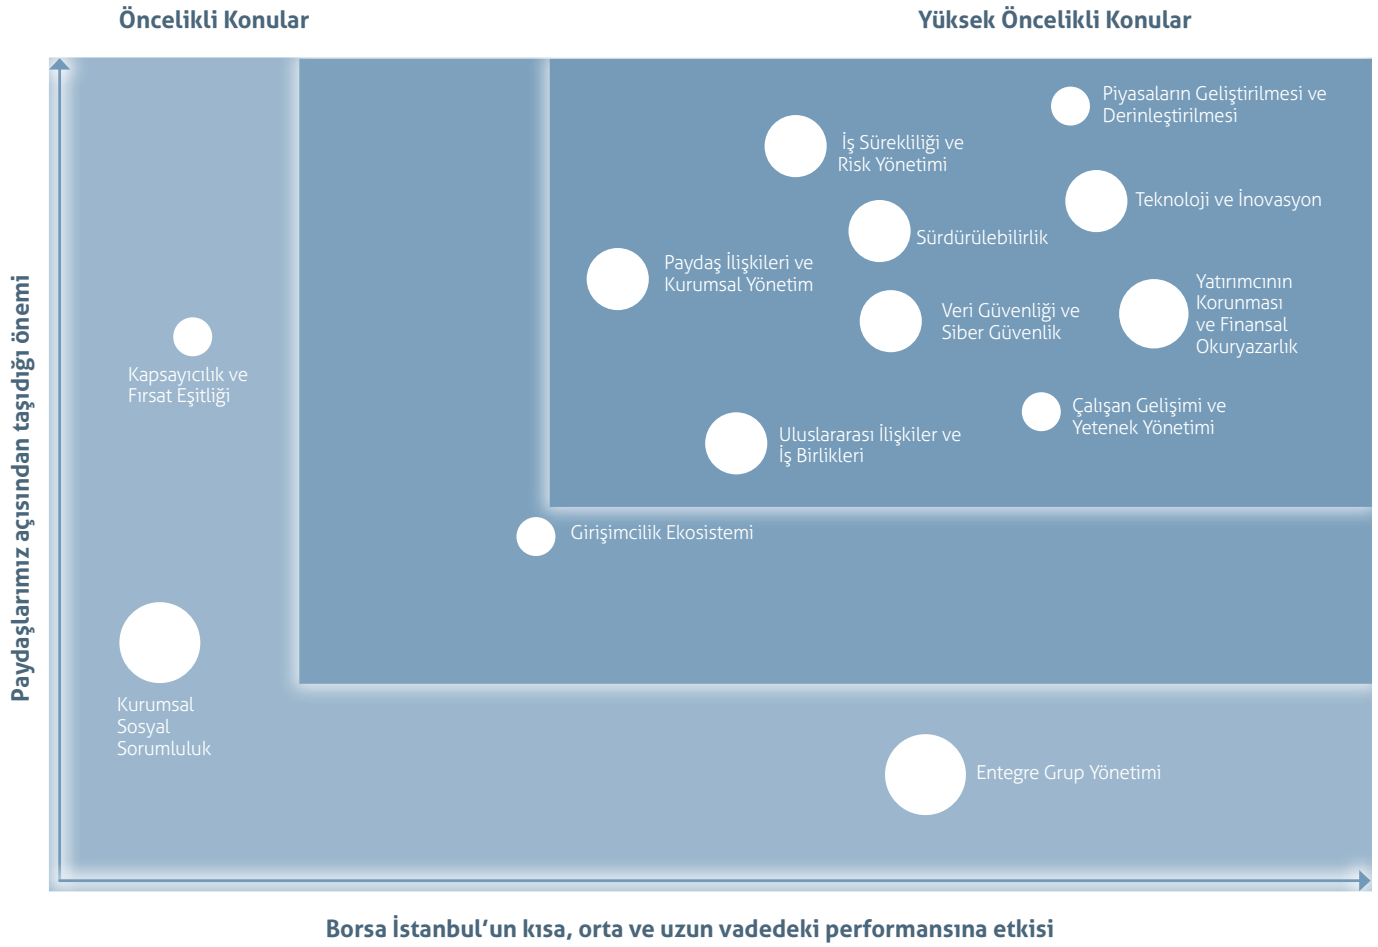 Öncelikli Konular
Yüksek Öncelikli Konular
Paydaşlarımız açısından taşıdığı önemi
Piyasaların Geliştirilmesi ve
Derinleştirilmesi
İş Sürekliliği ve
Risk Yönetimi
Teknoloji ve İnovasyon
Sürdürülebilirlik
Paydaş İlişkileri ve
Kurumsal Yönetim
Yatırımcının
Korunması
ve Finansal
Okuryazarlık
Veri Güvenliği ve
Siber Güvenlik
Kapsayıcılık ve
Fırsat Eşitliği
Çalışan Gelişimi ve
Yetenek Yönetimi
Uluslararası İlişkiler ve
İş Birlikleri
Girişimcilik Ekosistemi
Kurumsal
Sosyal
Sorumluluk
Entegre Grup Yönetimi
Borsa İstanbul’un kısa, orta ve uzun vadedeki performansına etkisi